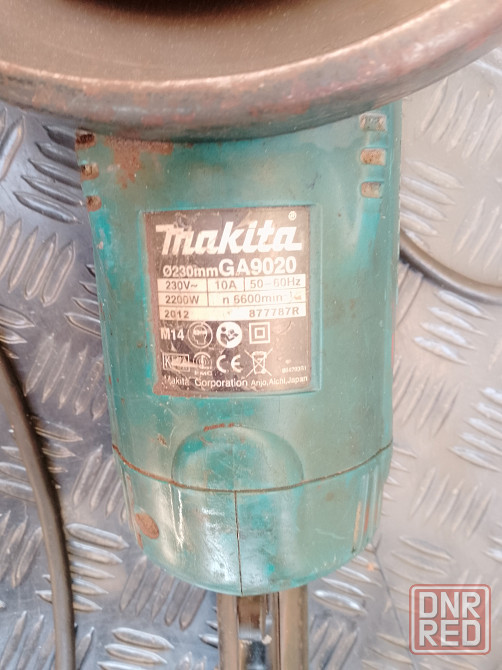 makita®
Ø230mm GA9020
230V~ 10A 50-60Hz
2200W n 6600min⁻¹
2012 877787R
M14
CE
Makita Corporation Anjo, Aichi, Japan
DNR
RED